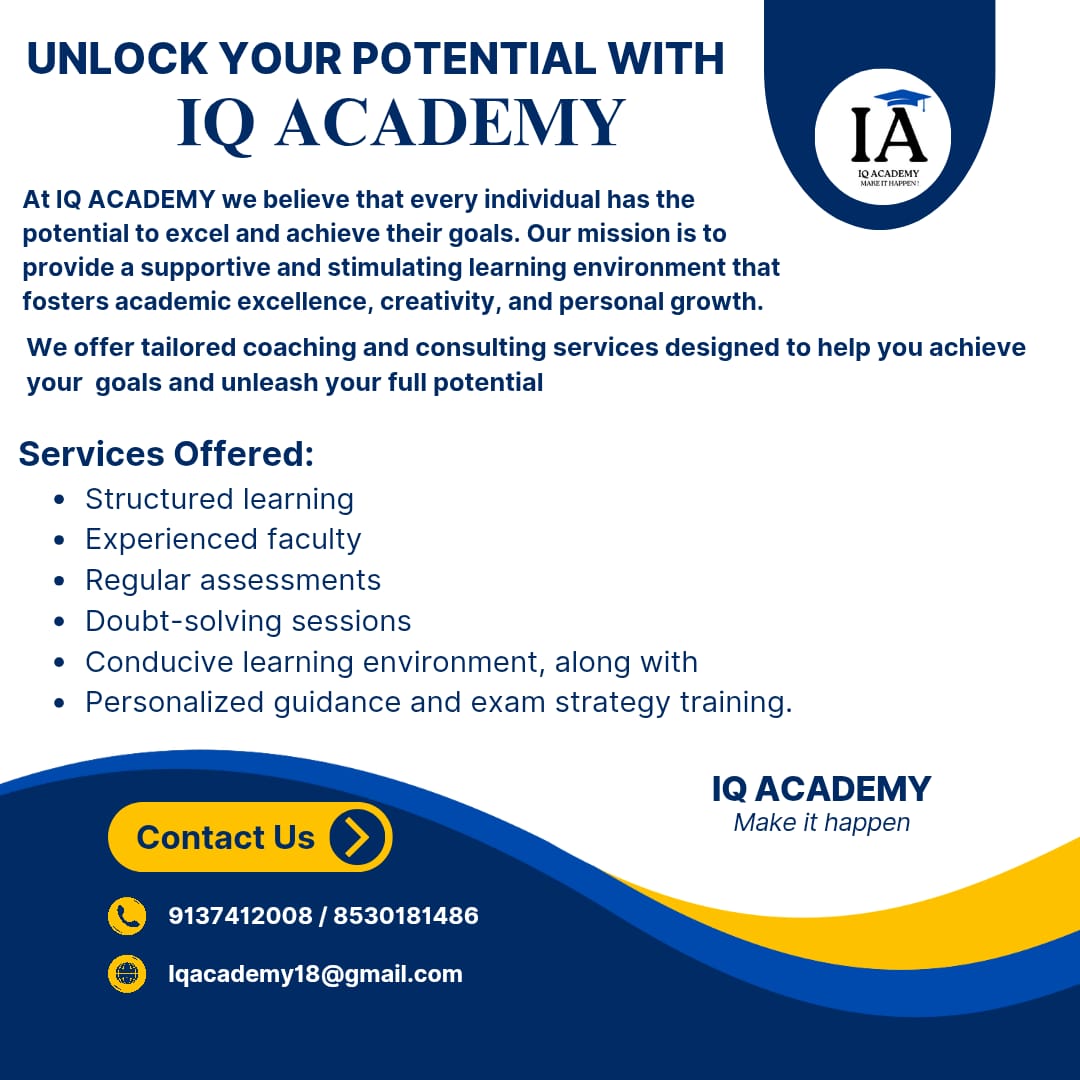 UNLOCK YOUR POTENTIAL WITH
IQ ACADEMY
IA
IQ ACADEMY
MAKE IT HAPPEN !
At IQ ACADEMY we believe that every individual has the
potential to excel and achieve their goals. Our mission is to
provide a supportive and stimulating learning environment that
fosters academic excellence, creativity, and personal growth.
We offer tailored coaching and consulting services designed to help you achieve
your goals and unleash your full potential
Services Offered:
• Structured learning
• Experienced faculty
• Regular assessments
• Doubt-solving sessions
• Conducive learning environment, along with
• Personalized guidance and exam strategy training.
IQ ACADEMY
Make it happen
Contact Us
9137412008 / 8530181486
Iqacademy18@gmail.com